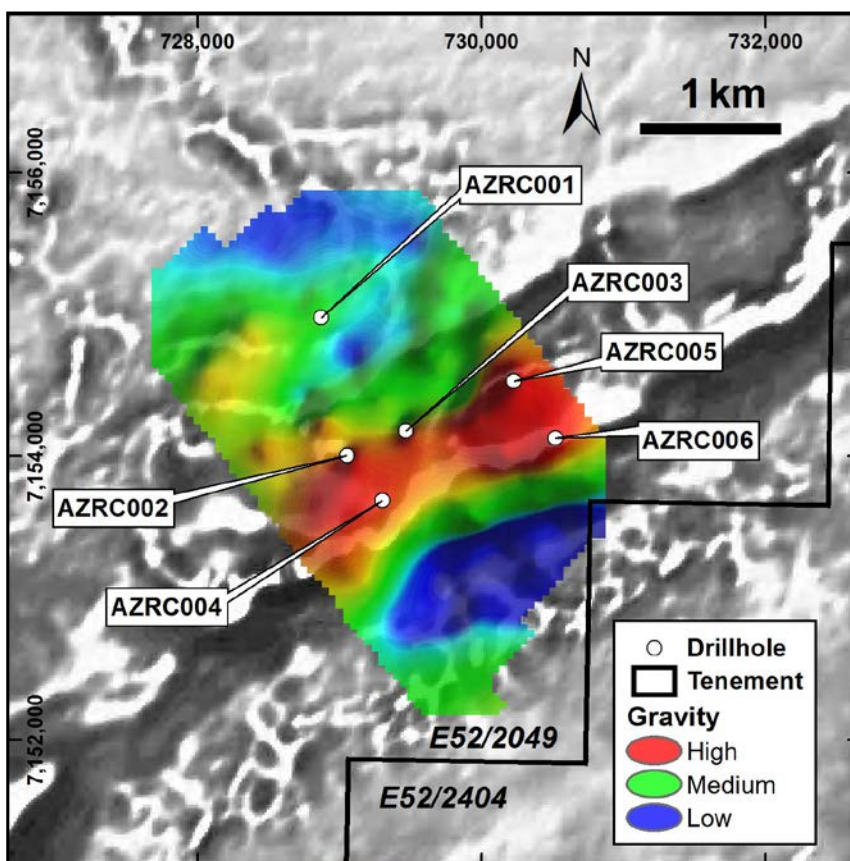 728,000
730,000
732,000
N
1 km
7,156,000
AZRC001
AZRC003
AZRC005
AZRC006
7,154,000
AZRC002
AZRC004
7,152,000
E52/2049
E52/2404
Drillhole
Tenement
Gravity
High
Medium
Low